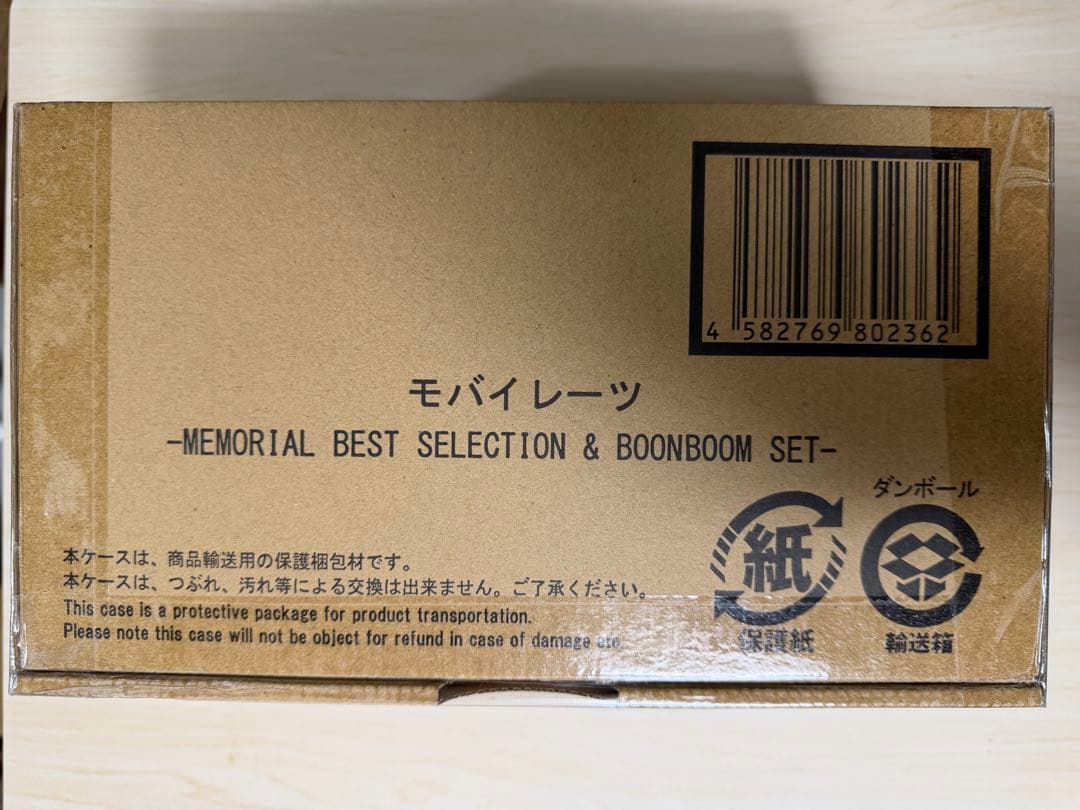 4 582769 802362
モバイレーツ
-MEMORIAL BEST SELECTION & BOONBOOM SET-
本ケースは、商品輸送用の保護梱包材です。
本ケースは、つぶれ、汚れ等による交換は出来ません。ご了承ください。
This case is a protective package for product transportation.
Please note this case will not be object for refund in case of damage etc.
紙
保護紙
ダンボール
輸送箱